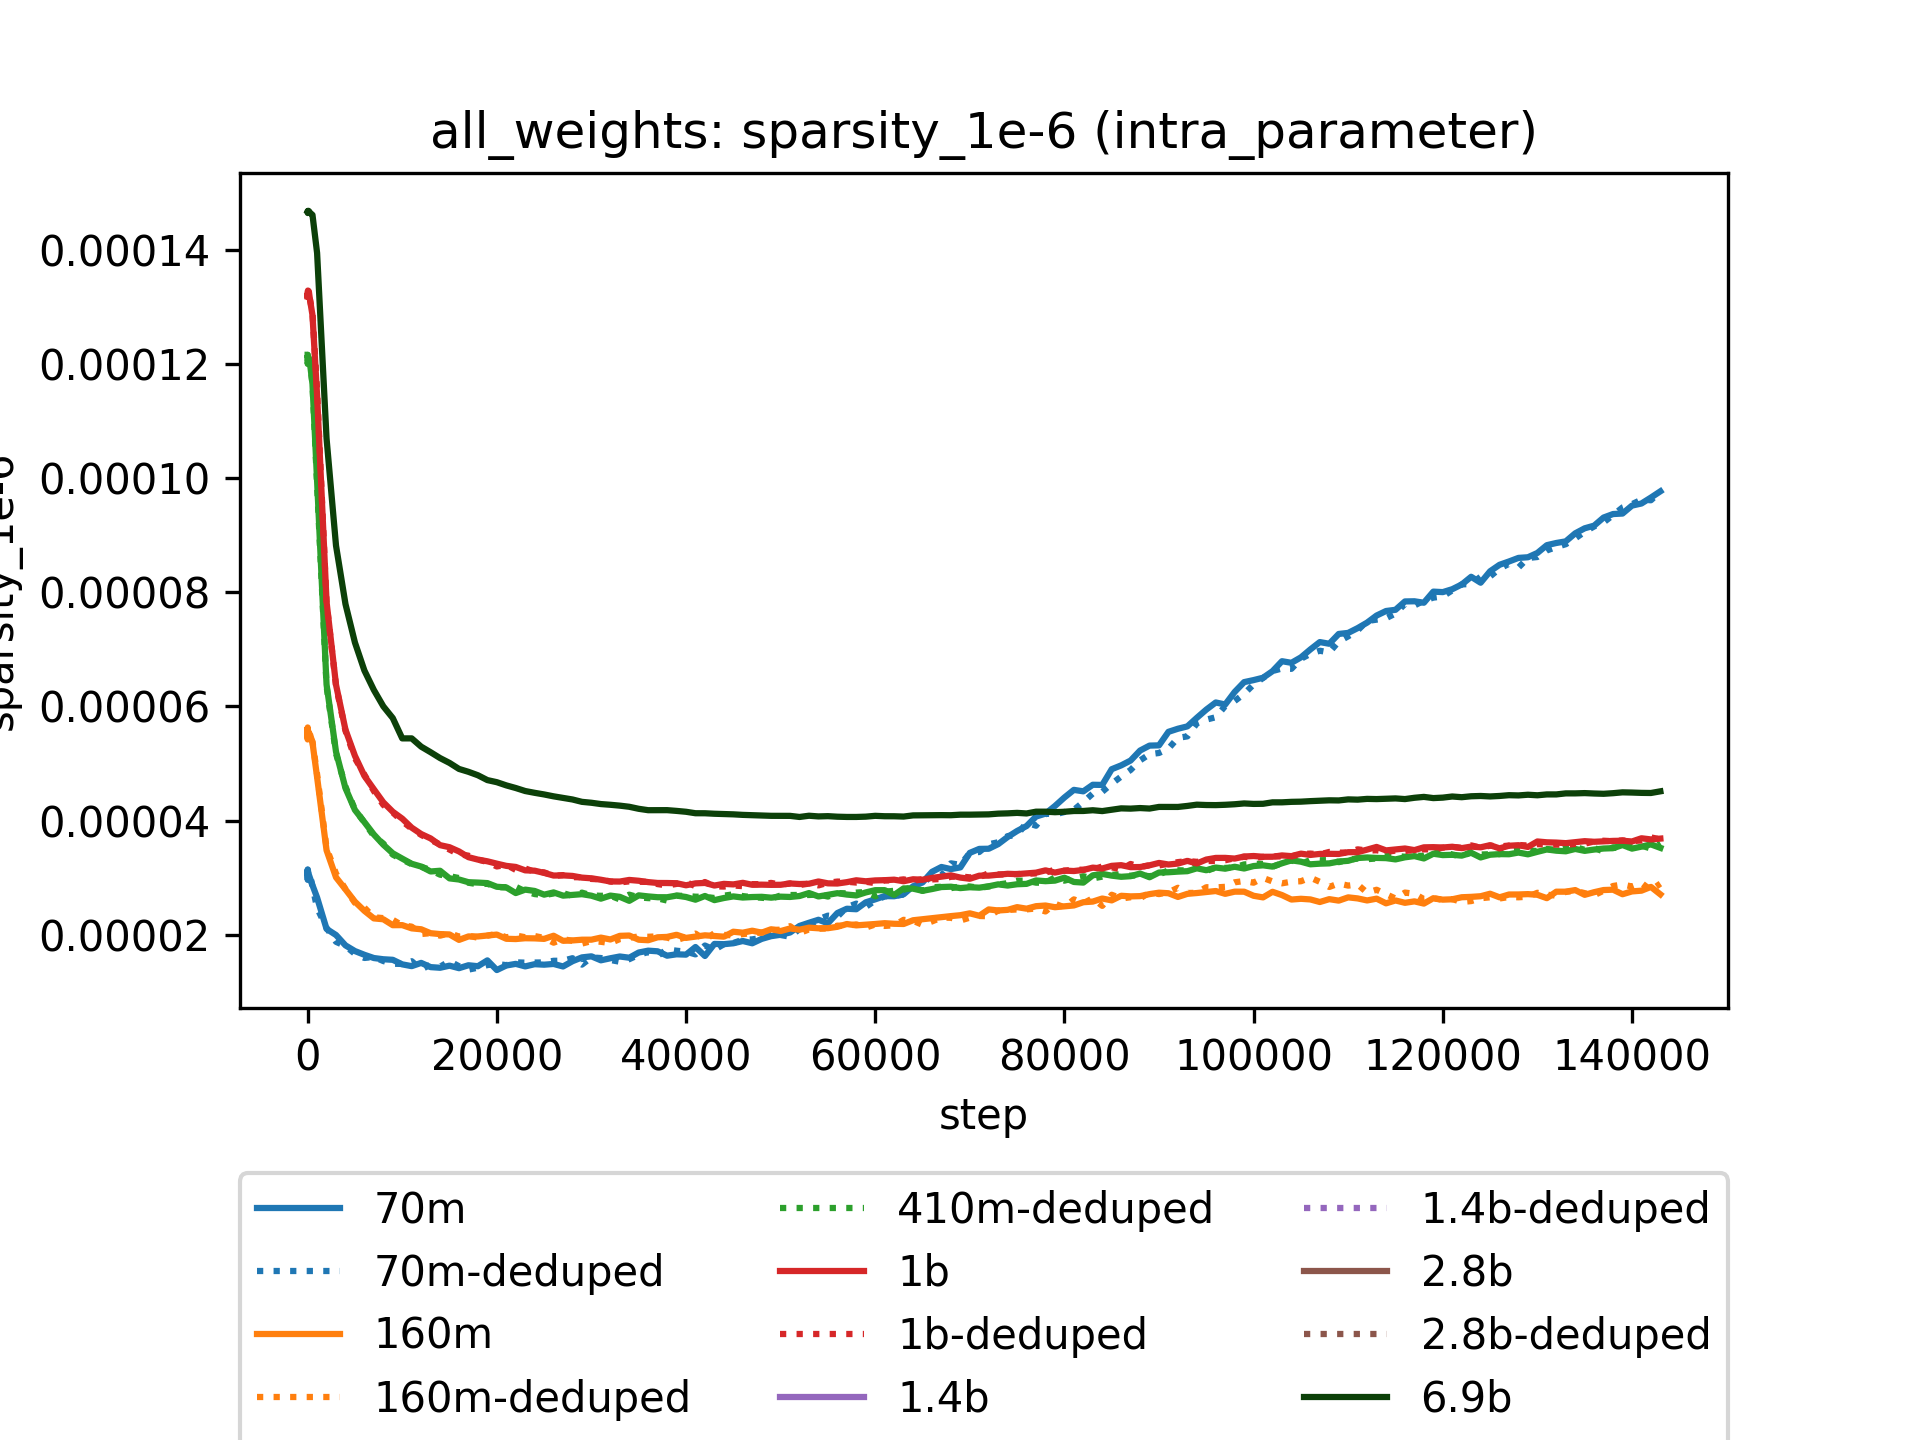 all_weights: sparsity_1e-6 (intra_parameter)
0.00014
0.00012
0.00010
0.00008
0.00006
0.00004
0.00002
sparsity_1e-6
0 20000 40000 60000 80000 100000 120000 140000
step
70m 410m-deduped 1.4b-deduped
70m-deduped 1b 2.8b
160m 1b-deduped 2.8b-deduped
160m-deduped 1.4b 6.9b